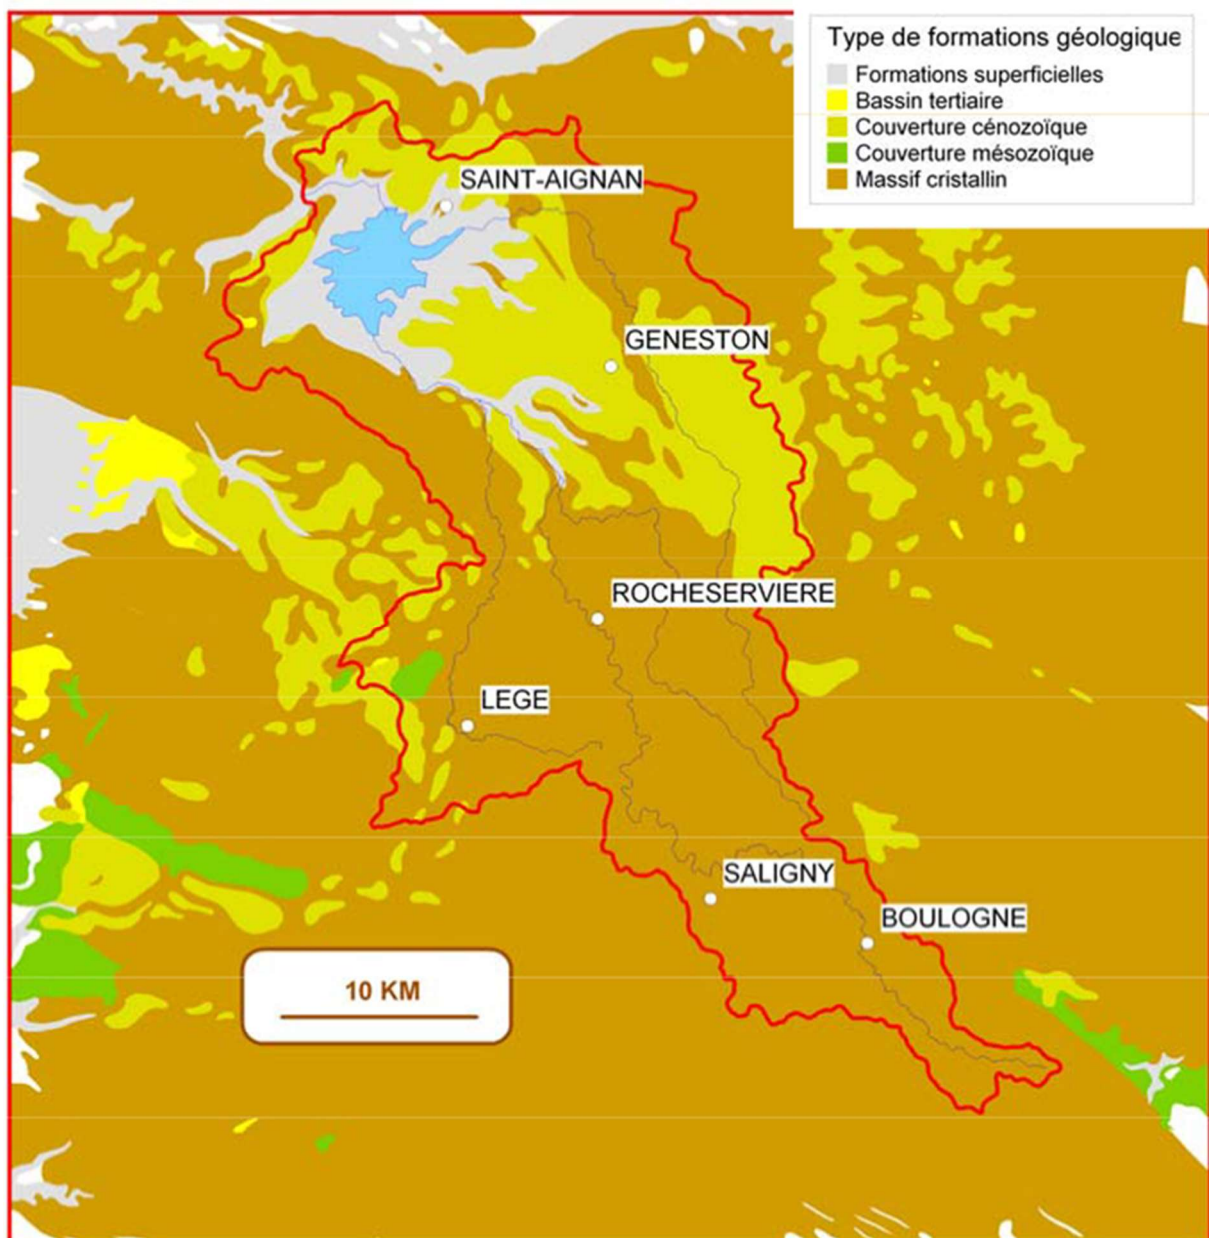 Type de formations géologique
Formations superficielles
Bassin tertiaire
Couverture cénozoïque
Couverture mésozoïque
Massif cristallin
SAINT-AIGNAN
GENESTON
ROCHESERVIERE
LEGE
SALIGNY
BOULOGNE
10 KM